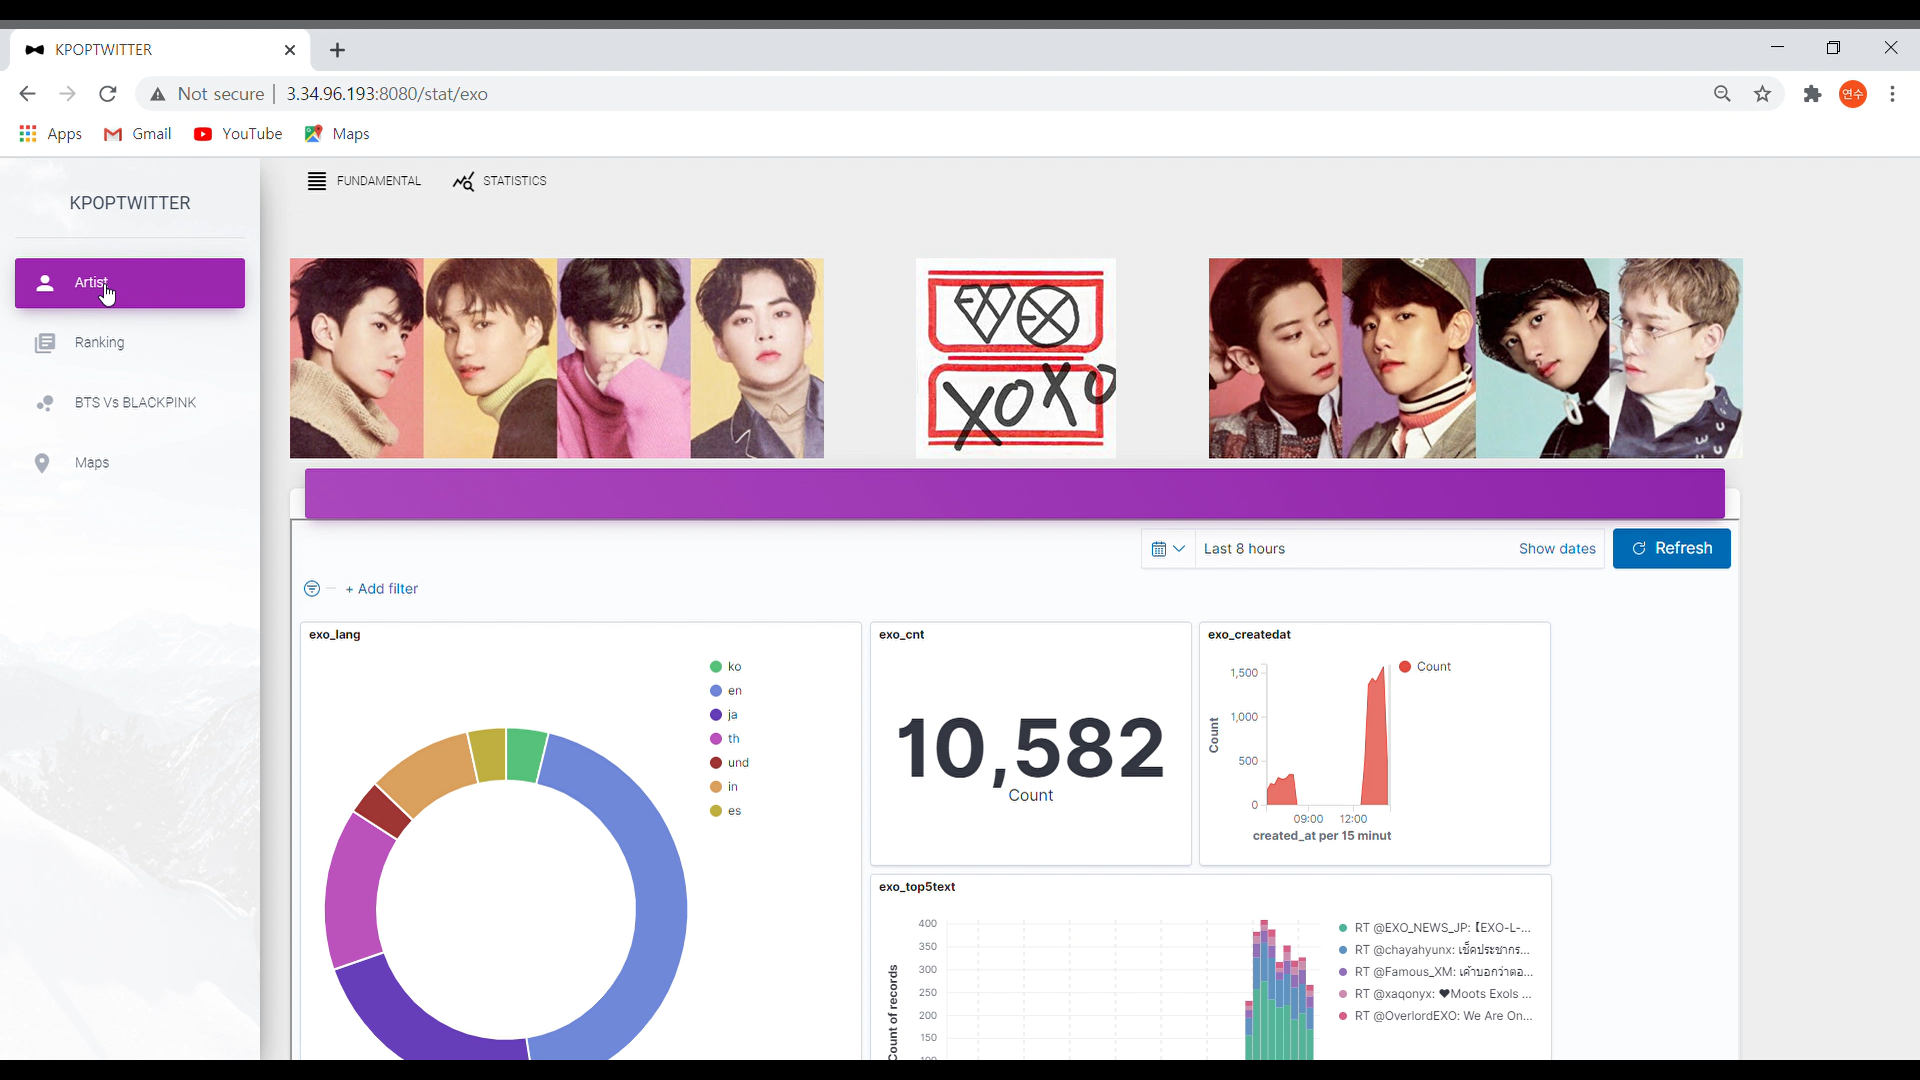 KPOPTWITTER
Not secure | 3.34.96.193:8080/stat/exo
연수
Apps
Gmail
YouTube
Maps
KPOPTWITTER
FUNDAMENTAL
STATISTICS
Artist
Ranking
BTS Vs BLACKPINK
Maps
EXO
XOXO
Last 8 hours
Show dates
Refresh
+ Add filter
exo_lang
ko
en
ja
th
und
in
es
exo_cnt
10,582
Count
exo_createdat
1,500
1,000
500
0
Count
09:00
12:00
created_at per 15 minut
Count
exo_top5text
400
350
300
250
200
150
100
Count of records
RT @EXO_NEWS_JP:【EXO-L-...
RT @chayahyunx: เช็คประชากร...
RT @Famous_XM: เค้าบอกว่าตอ...
RT @xaqonyx: ♥Moots Exols ...
RT @OverlordEXO: We Are On...